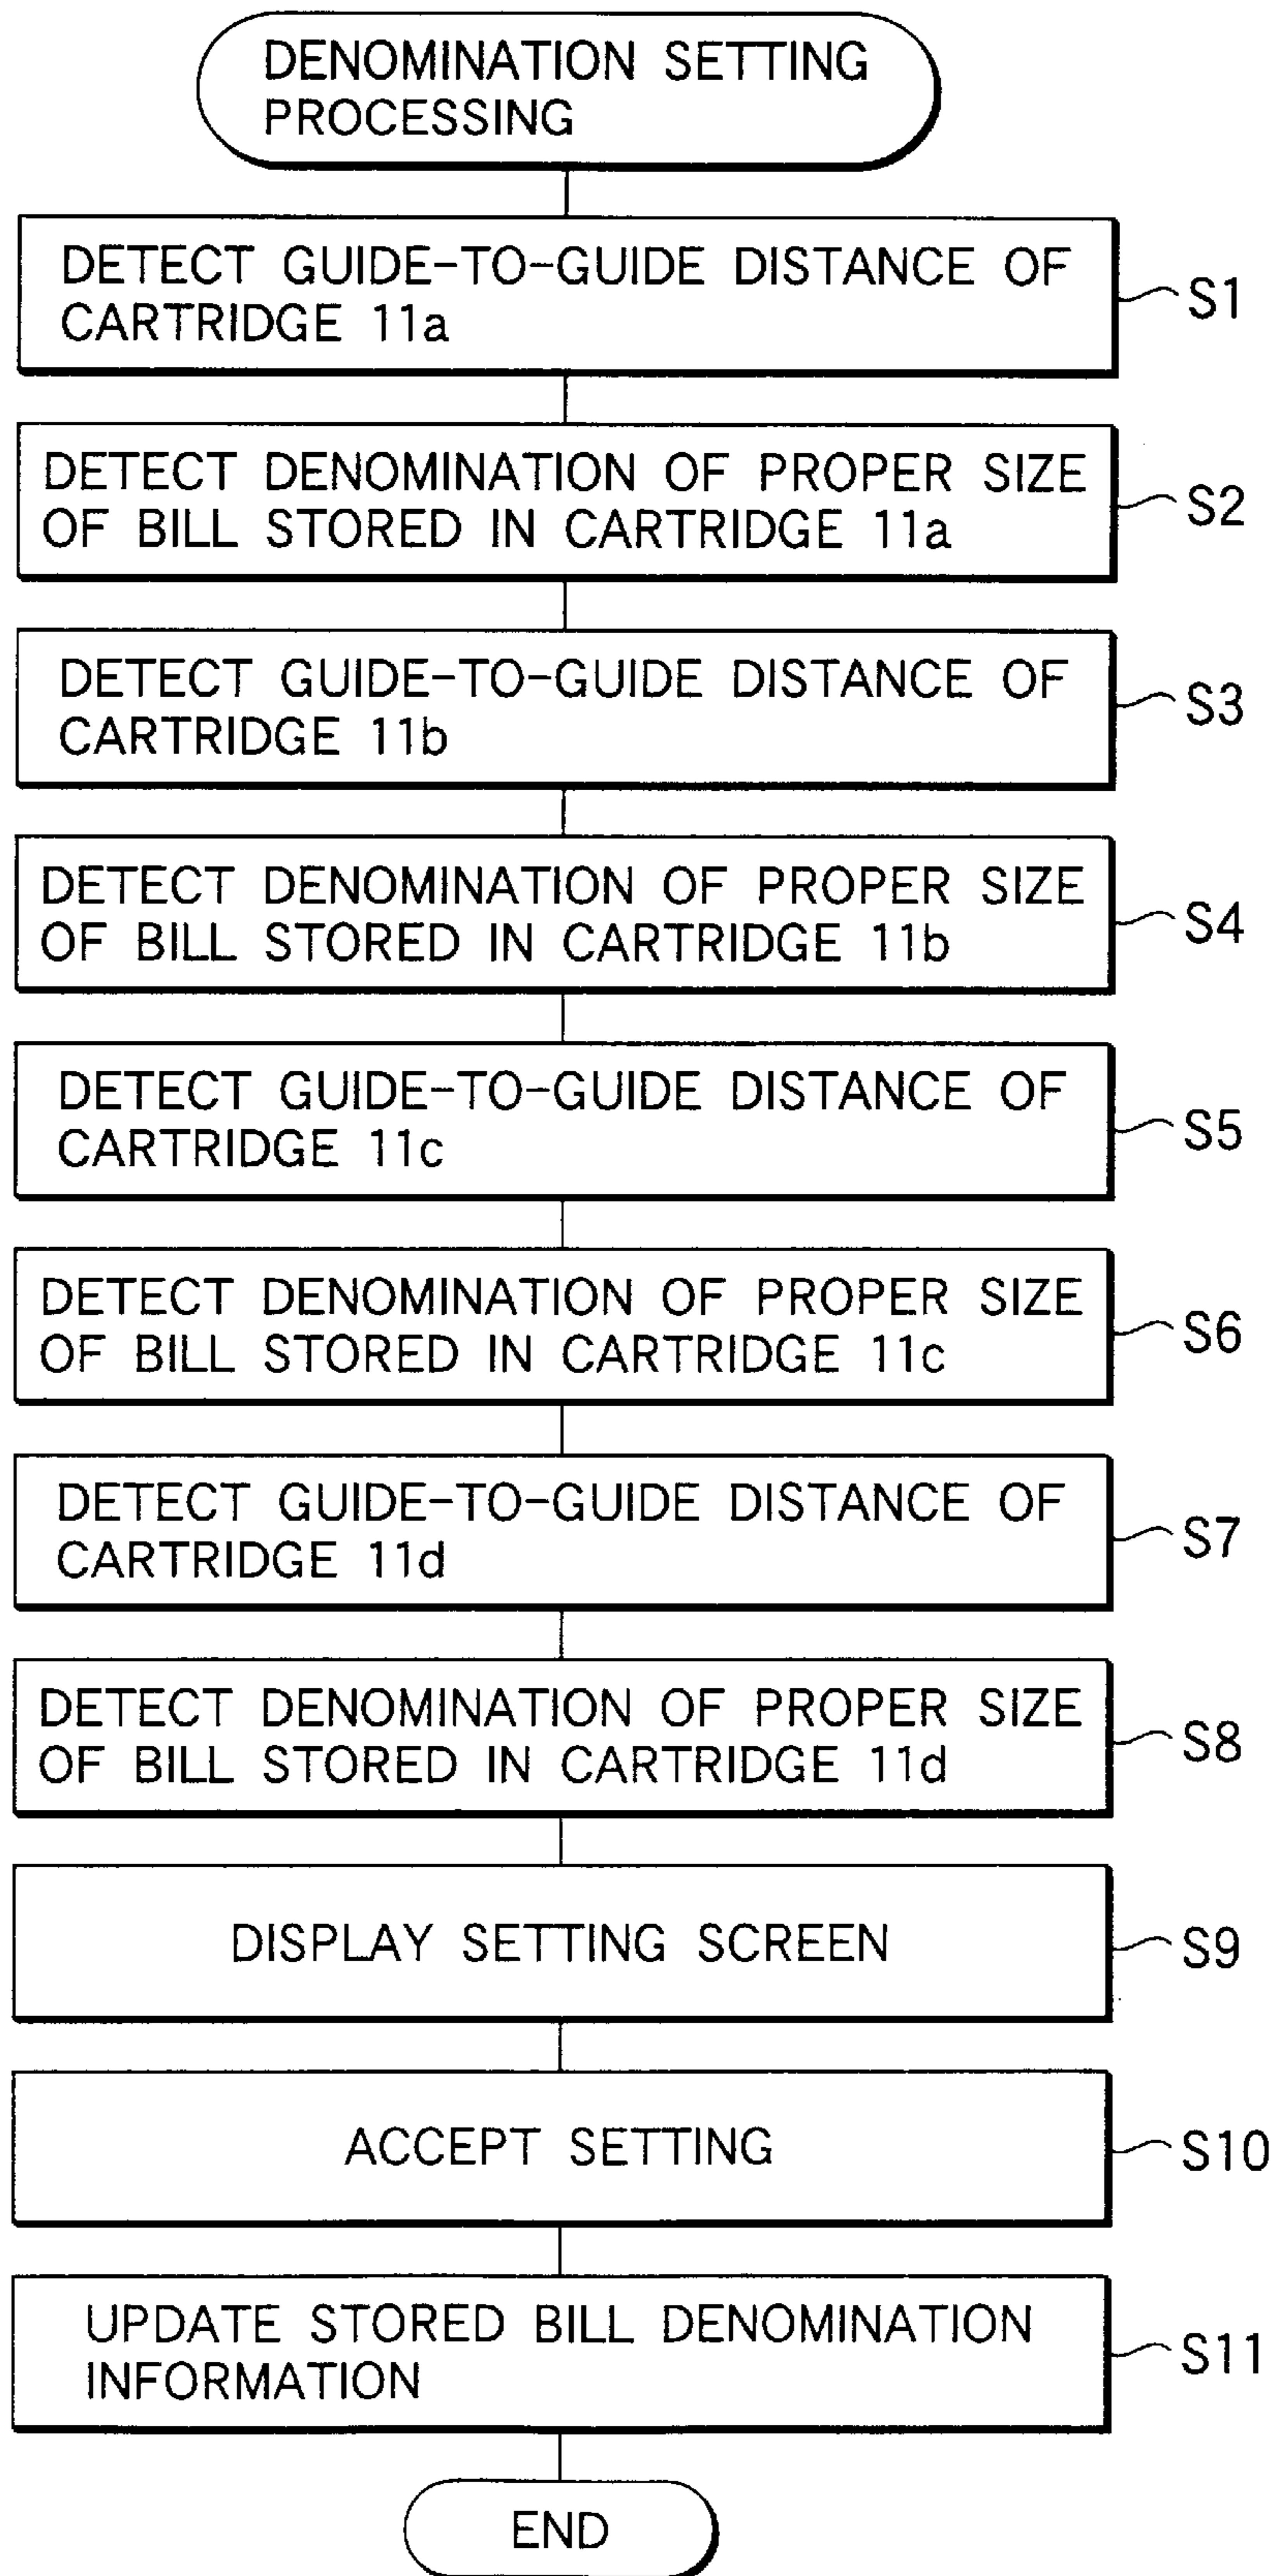 DENOMINATION SETTING
PROCESSING
DETECT GUIDE-TO-GUIDE DISTANCE OF
CARTRIDGE 11a
S1
DETECT DENOMINATION OF PROPER SIZE
OF BILL STORED IN CARTRIDGE 11a
S2
DETECT GUIDE-TO-GUIDE DISTANCE OF
CARTRIDGE 11b
S3
DETECT DENOMINATION OF PROPER SIZE
OF BILL STORED IN CARTRIDGE 11b
S4
DETECT GUIDE-TO-GUIDE DISTANCE OF
CARTRIDGE 11c
S5
DETECT DENOMINATION OF PROPER SIZE
OF BILL STORED IN CARTRIDGE 11c
S6
DETECT GUIDE-TO-GUIDE DISTANCE OF
CARTRIDGE 11d
S7
DETECT DENOMINATION OF PROPER SIZE
OF BILL STORED IN CARTRIDGE 11d
S8
DISPLAY SETTING SCREEN
S9
ACCEPT SETTING
S10
UPDATE STORED BILL DENOMINATION
INFORMATION
S11
END